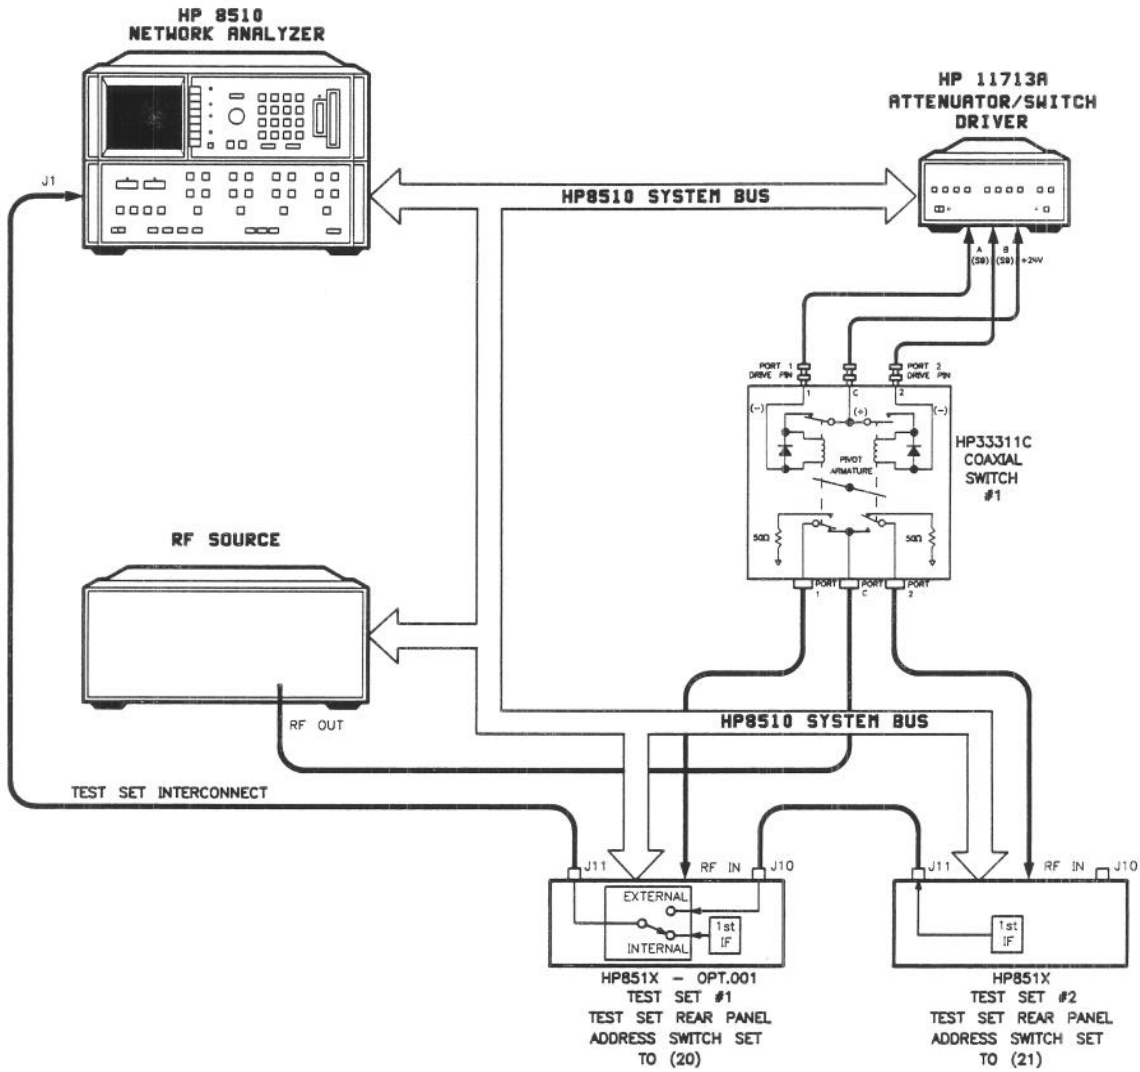 HP 8510
NETWORK ANALYZER
HP 11713A
ATTENUATOR/SWITCH
DRIVER
J1
HP8510 SYSTEM BUS
A
(S9)
B
(S9)
+24V
PORT 1
DRIVE PIN
PORT 2
DRIVE PIN
1
C
2
(-)
(+)
(-)
HP33311C
COAXIAL
SWITCH
#1
PIVOT
ARMATURE
50Ω
50Ω
PORT
1
PORT
C
PORT
2
RF SOURCE
RF OUT
HP8510 SYSTEM BUS
TEST SET INTERCONNECT
J11
RF IN
J10
J11
RF IN
J10
EXTERNAL
INTERNAL
1st
IF
1st
IF
HP851X - OPT.001
TEST SET #1
TEST SET REAR PANEL
ADDRESS SWITCH SET
TO (20)
HP851X
TEST SET #2
TEST SET REAR PANEL
ADDRESS SWITCH SET
TO (21)